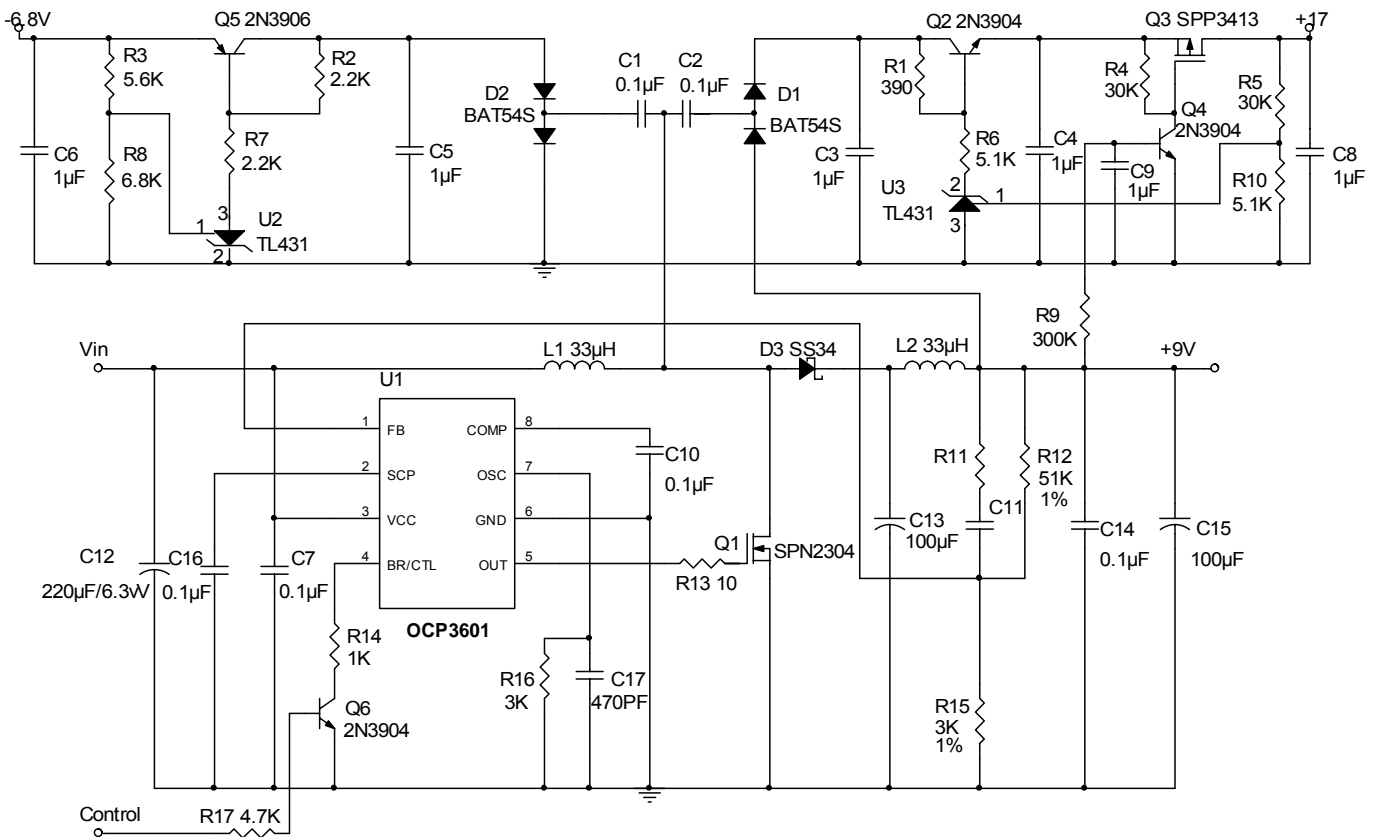 -6.8V
Q5 2N3906
Q2 2N3904
Q3 SPP3413
+17
R3
5.6K
R2
2.2K
C1
0.1µF
C2
0.1µF
R1
390
R4
30K
R5
30K
D2
BAT54S
D1
BAT54S
Q4
2N3904
R7
2.2K
R6
5.1K
C6
1µF
R8
6.8K
C5
1µF
C3
1µF
C4
1µF
C9
1µF
C8
1µF
R10
5.1K
U3
TL431
2
1
3
U2
TL431
3
1
2
R9
300K
Vin
L1 33µH
D3 SS34
L2 33µH
+9V
U1
1
FB
COMP
8
2
SCP
OSC
7
3
VCC
GND
6
4
BR/CTL
OUT
5
OCP3601
C10
0.1µF
R11
R12
51K
1%
C11
C12
220µF/6.3vV
C16
0.1µF
C7
0.1µF
Q1
SPN2304
R13 10
C13
100µF
C14
0.1µF
C15
100µF
R14
1K
R16
3K
C17
470PF
Q6
2N3904
R15
3K
1%
Control
R17 4.7K